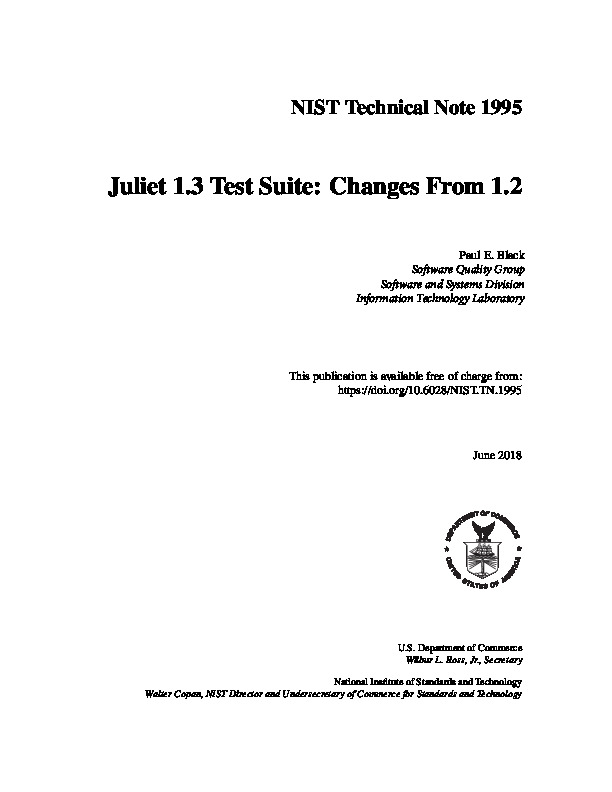 NIST Technical Note 1995
Juliet 1.3 Test Suite: Changes From 1.2
Paul E. Black
Software Quality Group
Software and Systems Division
Information Technology Laboratory
This publication is available free of charge from:
https://doi.org/10.6028/NIST.TN.1995
June 2018
DEPARTMENT OF COMMERCE
UNITED STATES OF AMERICA
U.S. Department of Commerce
Wilbur L. Ross, Jr., Secretary
National Institute of Standards and Technology
Walter Copan, NIST Director and Undersecretary of Commerce for Standards and Technology